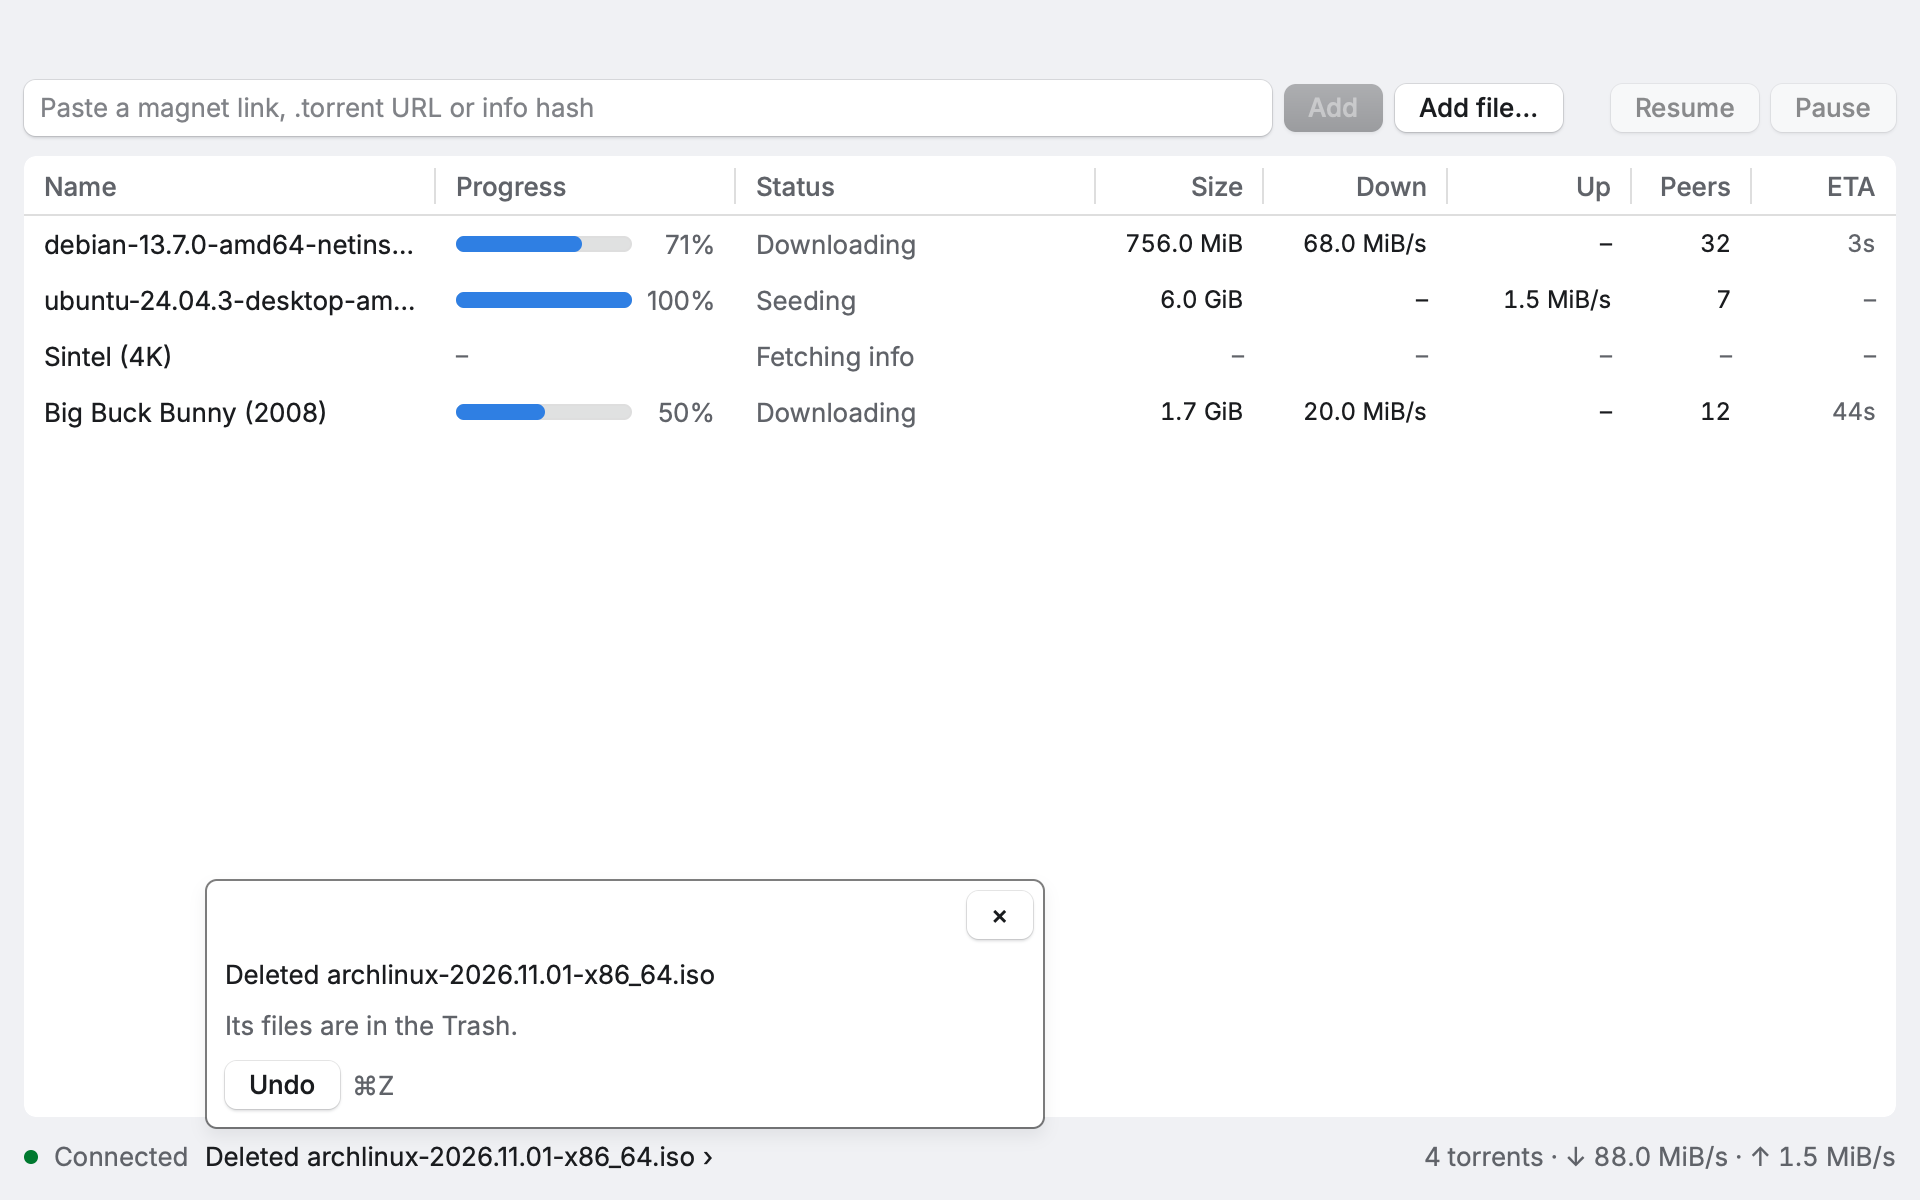 Paste a magnet link, .torrent URL or info hash Add Add file... Resume Pause
Name Progress Status Size Down Up Peers ETA
debian-13.7.0-amd64-netins... 71% Downloading 756.0 MiB 68.0 MiB/s – 32 3s
ubuntu-24.04.3-desktop-am... 100% Seeding 6.0 GiB – 1.5 MiB/s 7 –
Sintel (4K) – Fetching info – – – – –
Big Buck Bunny (2008) 50% Downloading 1.7 GiB 20.0 MiB/s – 12 44s
×
Deleted archlinux-2026.11.01-x86_64.iso
Its files are in the Trash.
Undo ⌘Z
Connected Deleted archlinux-2026.11.01-x86_64.iso › 4 torrents · ↓ 88.0 MiB/s · ↑ 1.5 MiB/s